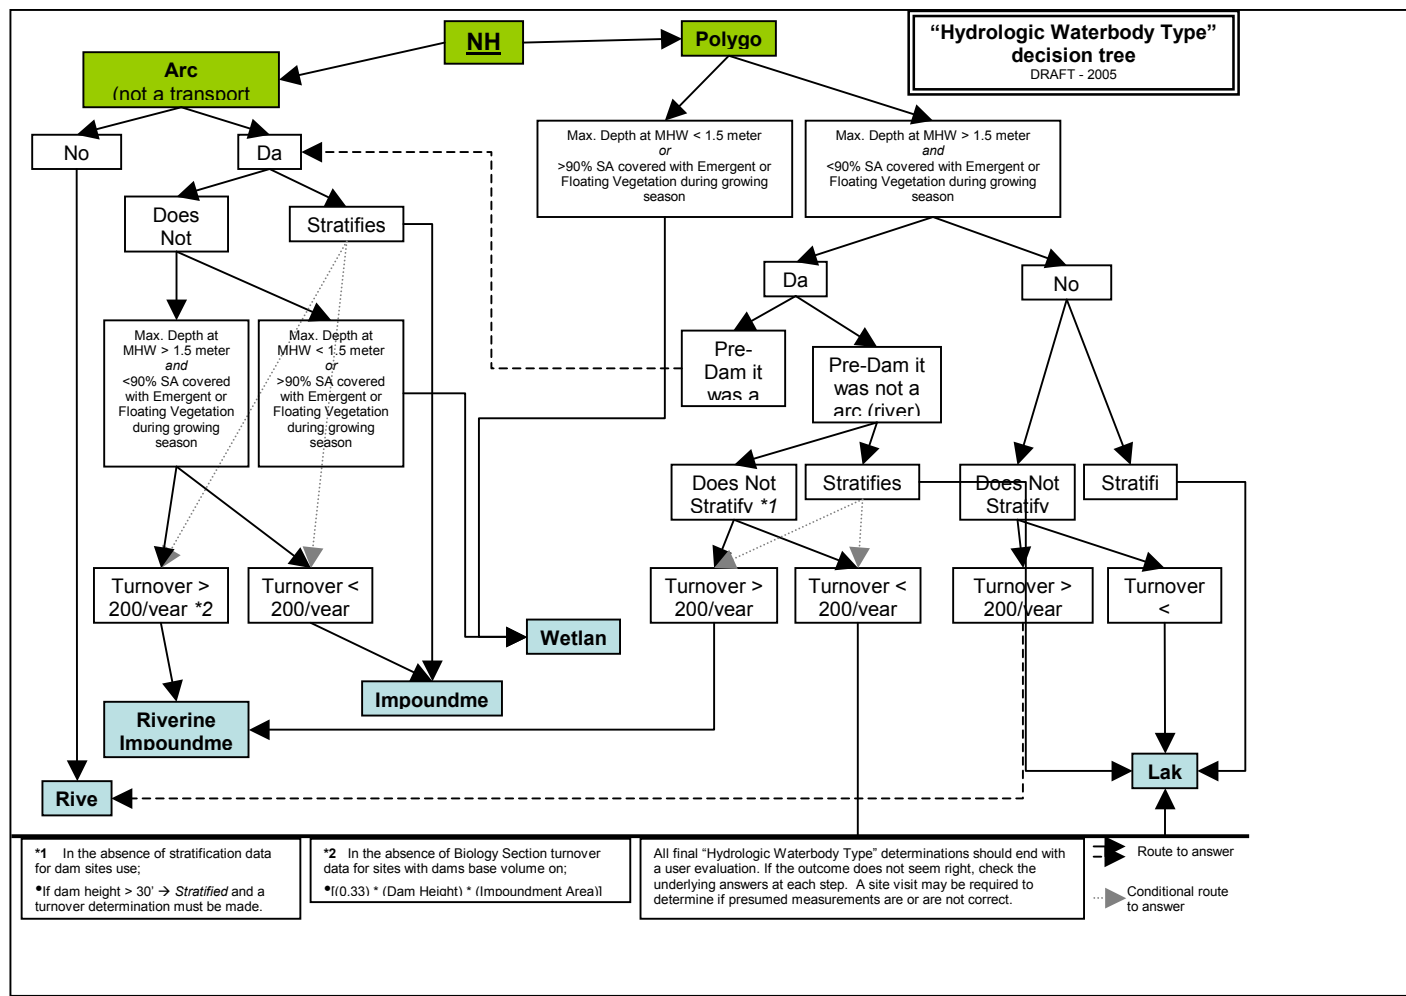 NH
Polygo
"Hydrologic Waterbody Type"
decision tree
DRAFT - 2005
Arc
(not a transport
No
Da
Max. Depth at MHW < 1.5 meter
or
>90% SA covered with Emergent or
Floating Vegetation during growing
season
Max. Depth at MHW > 1.5 meter
and
<90% SA covered with Emergent or
Floating Vegetation during growing
season
Does
Not
Stratifies
Da
No
Max. Depth at
MHW > 1.5 meter
and
<90% SA covered
with Emergent or
Floating Vegetation
during growing
season
Max. Depth at
MHW < 1.5 meter
or
>90% SA covered
with Emergent or
Floating Vegetation
during growing
season
Pre-
Dam it
was a
Pre-Dam it
was not a
arc (river)
Does Not
Stratify *1
Stratifies
Does Not
Stratify
Stratifi
Turnover >
200/year *2
Turnover <
200/year
Turnover >
200/year
Turnover <
200/year
Turnover >
200/year
Turnover
<
Wetlan
Impoundme
Riverine
Impoundme
Rive
Lak
*1 In the absence of stratification data
for dam sites use;
•If dam height > 30' → Stratified and a
turnover determination must be made.
*2 In the absence of Biology Section turnover
data for sites with dams base volume on;
•[(0.33) * (Dam Height) * (Impoundment Area)]
All final "Hydrologic Waterbody Type" determinations should end with
a user evaluation. If the outcome does not seem right, check the
underlying answers at each step. A site visit may be required to
determine if presumed measurements are or are not correct.
Route to answer
Conditional route
to answer